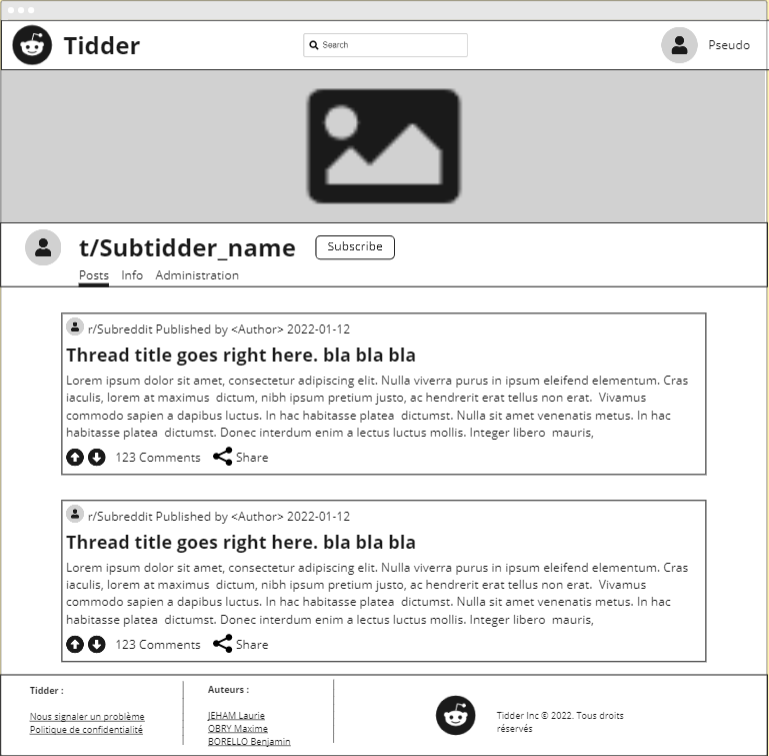 Tidder
Search
Pseudo
t/Subtidder_name
Subscribe
Posts Info Administration
r/Subreddit Published by <Author> 2022-01-12
Thread title goes right here. bla bla bla
Lorem ipsum dolor sit amet, consectetur adipiscing elit. Nulla viverra purus in ipsum eleifend elementum. Cras
iaculis, lorem at maximus dictum, nibh ipsum pretium justo, ac hendrerit erat tellus non erat. Vivamus
commodo sapien a dapibus luctus. In hac habitasse platea dictumst. Nulla sit amet venenatis metus. In hac
habitasse platea dictumst. Donec interdum enim a lectus luctus mollis. Integer libero mauris,
123 Comments Share
r/Subreddit Published by <Author> 2022-01-12
Thread title goes right here. bla bla bla
Lorem ipsum dolor sit amet, consectetur adipiscing elit. Nulla viverra purus in ipsum eleifend elementum. Cras
iaculis, lorem at maximus dictum, nibh ipsum pretium justo, ac hendrerit erat tellus non erat. Vivamus
commodo sapien a dapibus luctus. In hac habitasse platea dictumst. Nulla sit amet venenatis metus. In hac
habitasse platea dictumst. Donec interdum enim a lectus luctus mollis. Integer libero mauris,
123 Comments Share
Tidder :
Nous signaler un problème
Politique de confidentialité
Auteurs :
JEHAM Laurie
OBRY Maxime
BORELLO Benjamin
Tidder Inc © 2022. Tous droits
réservés